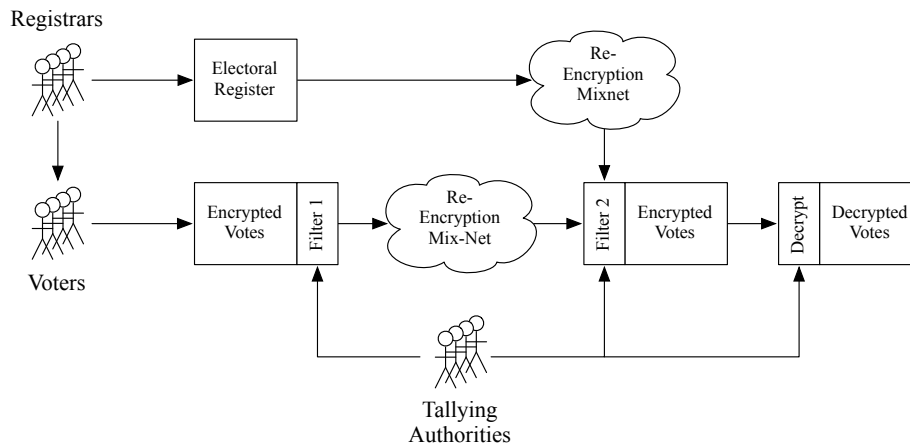 Registrars
Electoral
Register
Re-
Encryption
Mixnet
Encrypted
Votes
Filter 1
Re-
Encryption
Mix-Net
Filter 2
Encrypted
Votes
Decrypt
Decrypted
Votes
Voters
Tallying
Authorities